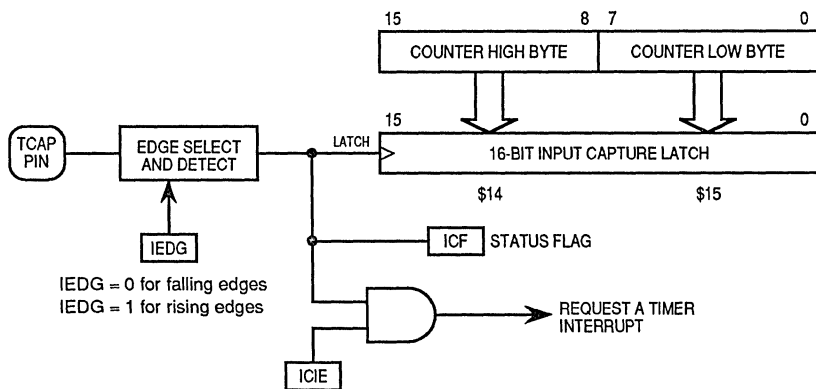 15 8 7 0
COUNTER HIGH BYTE COUNTER LOW BYTE
15 0
TCAP
PIN
EDGE SELECT
AND DETECT
LATCH
16-BIT INPUT CAPTURE LATCH
$14 $15
IEDG
ICF STATUS FLAG
IEDG = 0 for falling edges
IEDG = 1 for rising edges
REQUEST A TIMER
INTERRUPT
ICIE